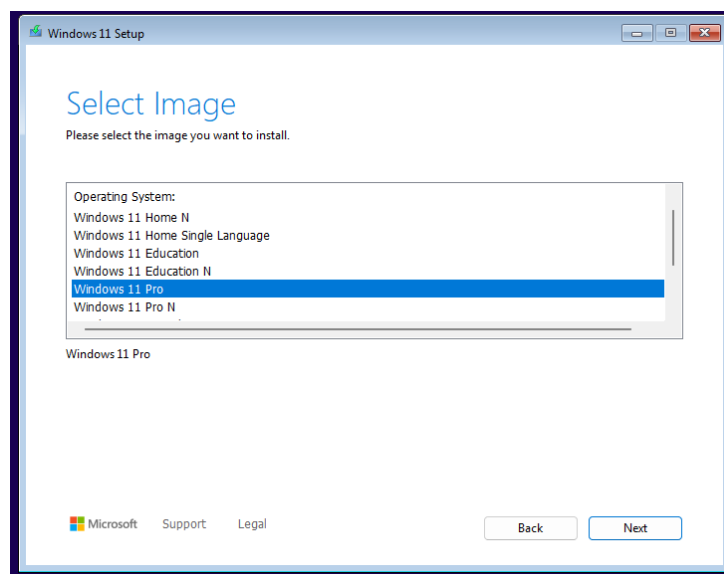 Windows 11 Setup
Select Image
Please select the image you want to install.
Operating System:
Windows 11 Home N
Windows 11 Home Single Language
Windows 11 Education
Windows 11 Education N
Windows 11 Pro
Windows 11 Pro N
Windows 11 Pro
Microsoft Support Legal
Back Next